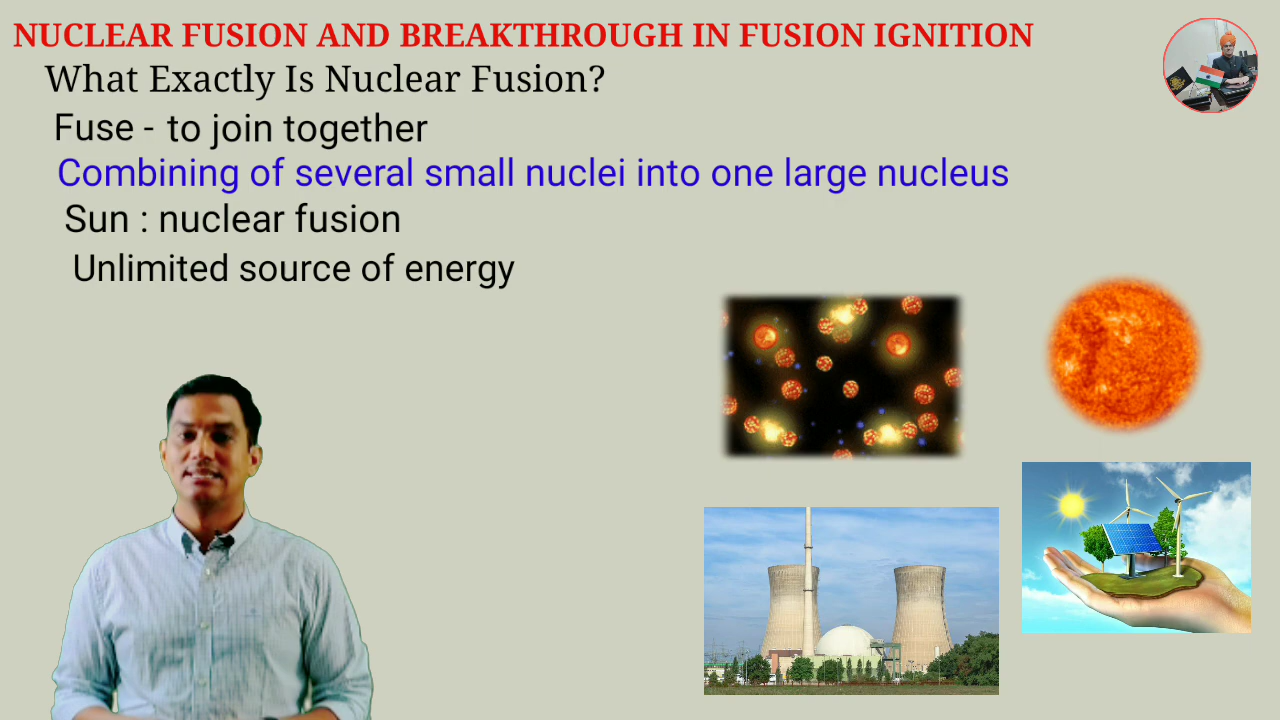 NUCLEAR FUSION AND BREAKTHROUGH IN FUSION IGNITION
What Exactly Is Nuclear Fusion?
Fuse - to join together
Combining of several small nuclei into one large nucleus
Sun : nuclear fusion
Unlimited source of energy